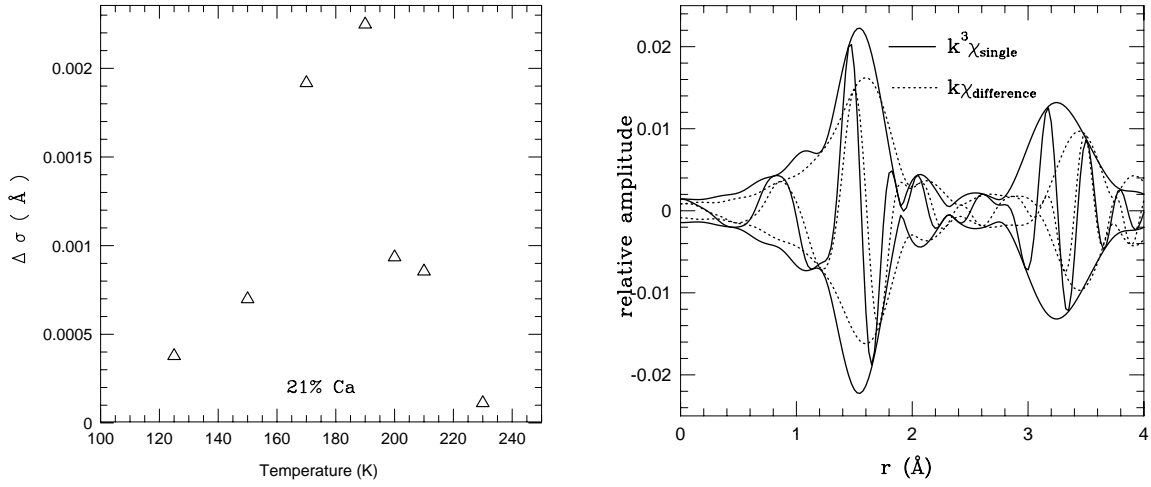 0.002
0.0015
0.001
0.0005
0
Δ σ ( Å )
21% Ca
100 120 140 160 180 200 220 240
Temperature (K)
0.02
0.01
0
-0.01
-0.02
relative amplitude
k³χsingle
kχdifference
0 1 2 3 4
r (Å)